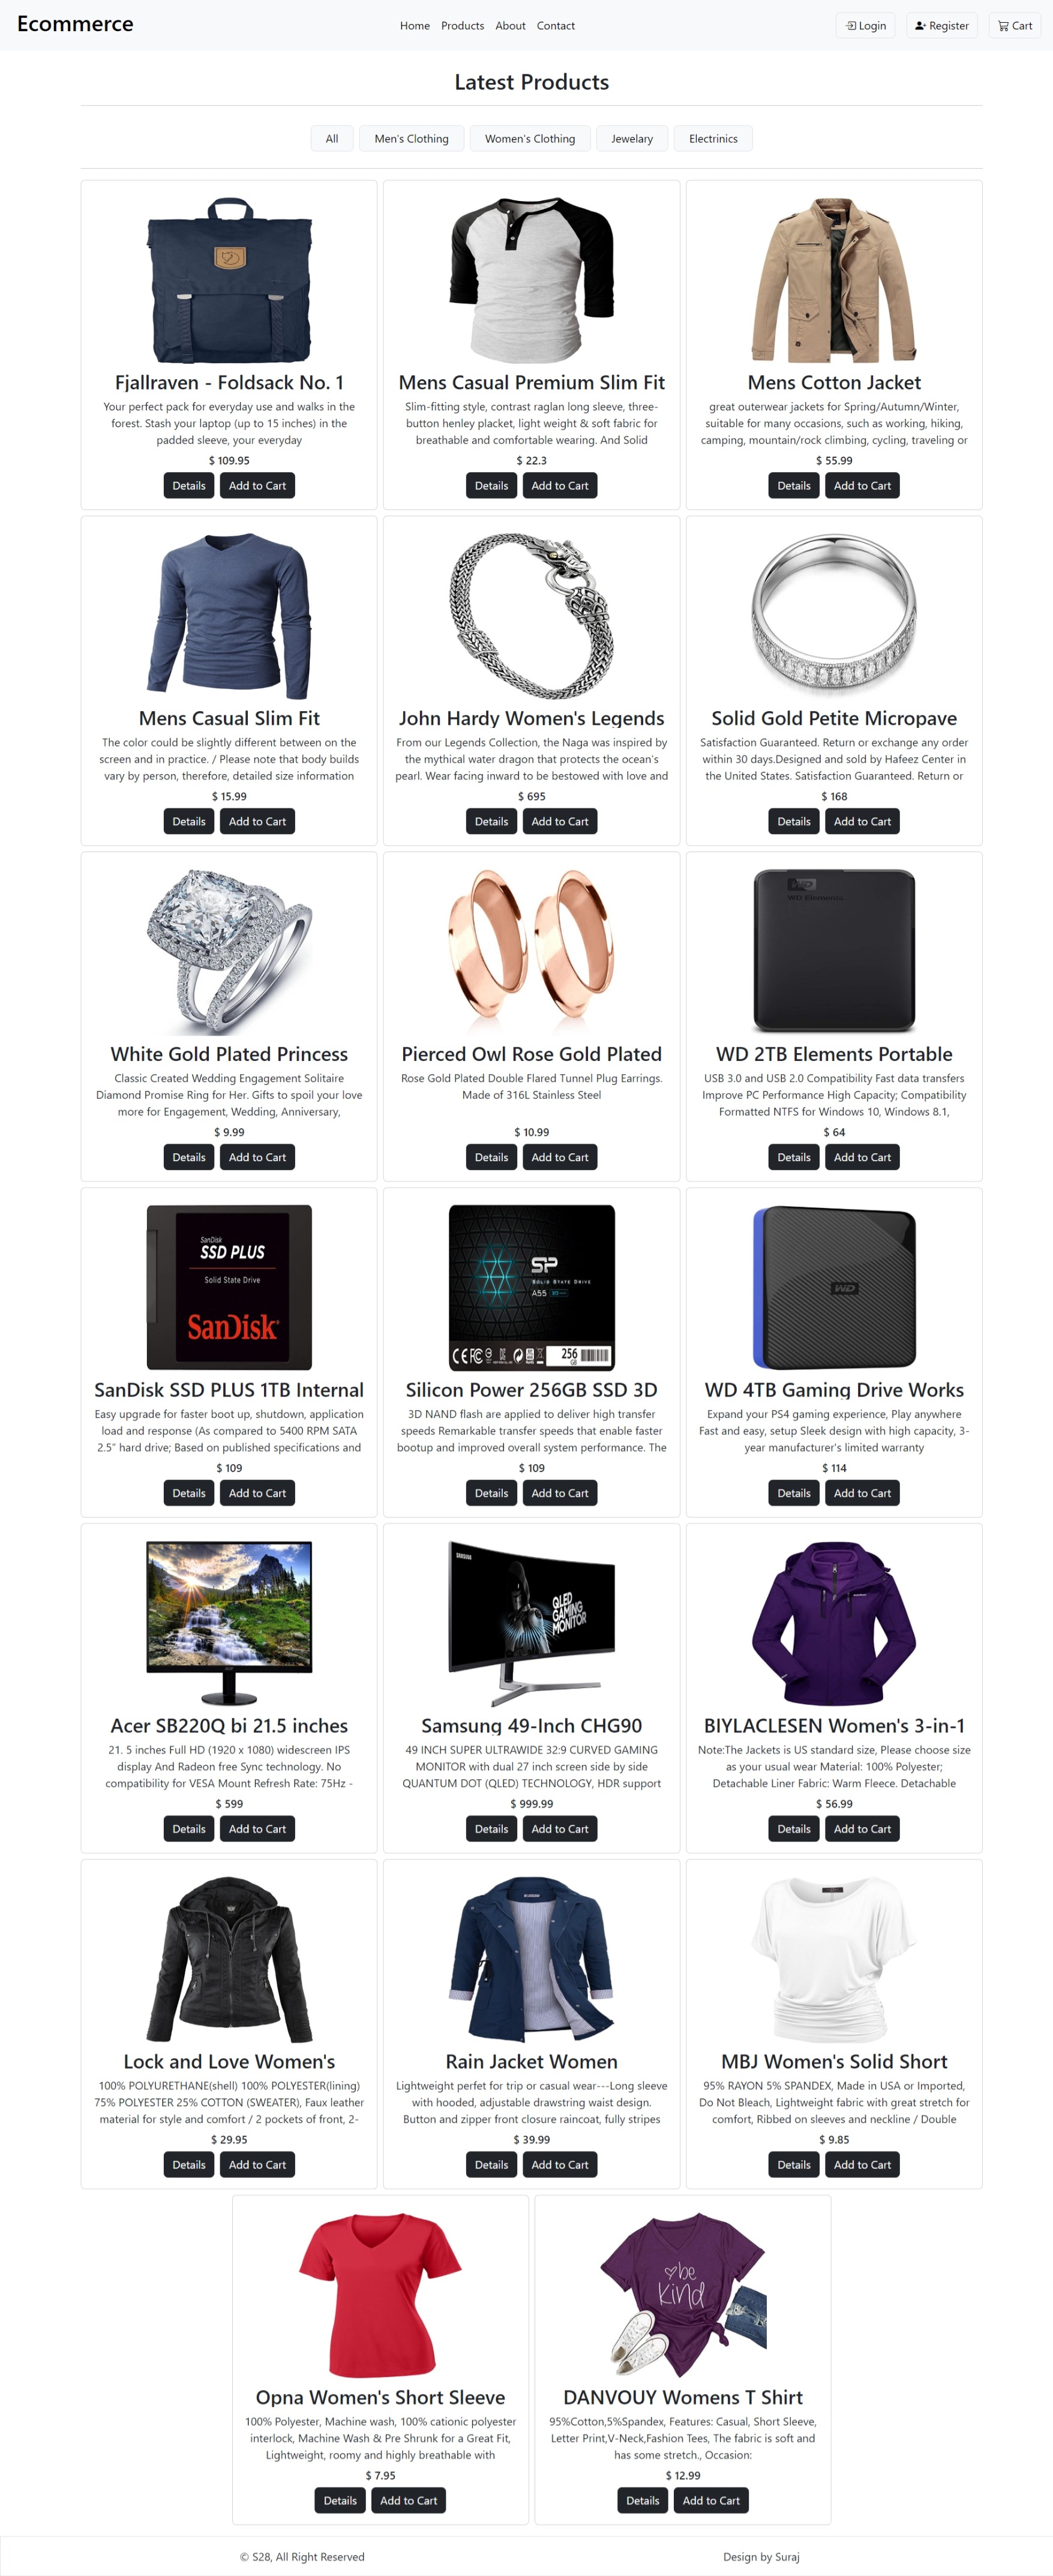 Ecommerce
Home Products About Contact
Login Register Cart
Latest Products
All Men's Clothing Women's Clothing Jewelary Electrinics
Fjallraven - Foldsack No. 1
Your perfect pack for everyday use and walks in the
forest. Stash your laptop (up to 15 inches) in the
padded sleeve, your everyday
$ 109.95
Details Add to Cart
Mens Casual Premium Slim Fit
Slim-fitting style, contrast raglan long sleeve, three-
button henley placket, light weight & soft fabric for
breathable and comfortable wearing. And Solid
$ 22.3
Details Add to Cart
Mens Cotton Jacket
great outerwear jackets for Spring/Autumn/Winter,
suitable for many occasions, such as working, hiking,
camping, mountain/rock climbing, cycling, traveling or
$ 55.99
Details Add to Cart
Mens Casual Slim Fit
The color could be slightly different between on the
screen and in practice. / Please note that body builds
vary by person, therefore, detailed size information
$ 15.99
Details Add to Cart
John Hardy Women's Legends
From our Legends Collection, the Naga was inspired by
the mythical water dragon that protects the ocean's
pearl. Wear facing inward to be bestowed with love and
$ 695
Details Add to Cart
Solid Gold Petite Micropave
Satisfaction Guaranteed. Return or exchange any order
within 30 days.Designed and sold by Hafeez Center in
the United States. Satisfaction Guaranteed. Return or
$ 168
Details Add to Cart
White Gold Plated Princess
Classic Created Wedding Engagement Solitaire
Diamond Promise Ring for Her. Gifts to spoil your love
more for Engagement, Wedding, Anniversary,
$ 9.99
Details Add to Cart
Pierced Owl Rose Gold Plated
Rose Gold Plated Double Flared Tunnel Plug Earrings.
Made of 316L Stainless Steel
$ 10.99
Details Add to Cart
WD
WD Elements
WD 2TB Elements Portable
USB 3.0 and USB 2.0 Compatibility Fast data transfers
Improve PC Performance High Capacity; Compatibility
Formatted NTFS for Windows 10, Windows 8.1,
$ 64
Details Add to Cart
SanDisk
SSD PLUS
Solid State Drive
SanDisk
SanDisk SSD PLUS 1TB Internal
Easy upgrade for faster boot up, shutdown, application
load and response (As compared to 5400 RPM SATA
2.5" hard drive; Based on published specifications and
$ 109
Details Add to Cart
SP
SOLID STATE DRIVE
A55
256
GB
Silicon Power 256GB SSD 3D
3D NAND flash are applied to deliver high transfer
speeds Remarkable transfer speeds that enable faster
bootup and improved overall system performance. The
$ 109
Details Add to Cart
WD
WD 4TB Gaming Drive Works
Expand your PS4 gaming experience, Play anywhere
Fast and easy, setup Sleek design with high capacity, 3-
year manufacturer's limited warranty
$ 114
Details Add to Cart
acer
Acer SB220Q bi 21.5 inches
21. 5 inches Full HD (1920 x 1080) widescreen IPS
display And Radeon free Sync technology. No
compatibility for VESA Mount Refresh Rate: 75Hz -
$ 599
Details Add to Cart
SAMSUNG
QLED
GAMING
MONITOR
Samsung 49-Inch CHG90
49 INCH SUPER ULTRAWIDE 32:9 CURVED GAMING
MONITOR with dual 27 inch screen side by side
QUANTUM DOT (QLED) TECHNOLOGY, HDR support
$ 999.99
Details Add to Cart
BIYLACLESEN Women's 3-in-1
Note:The Jackets is US standard size, Please choose size
as your usual wear Material: 100% Polyester;
Detachable Liner Fabric: Warm Fleece. Detachable
$ 56.99
Details Add to Cart
Lock and Love Women's
100% POLYURETHANE(shell) 100% POLYESTER(lining)
75% POLYESTER 25% COTTON (SWEATER), Faux leather
material for style and comfort / 2 pockets of front, 2-
$ 29.95
Details Add to Cart
Rain Jacket Women
Lightweight perfet for trip or casual wear---Long sleeve
with hooded, adjustable drawstring waist design.
Button and zipper front closure raincoat, fully stripes
$ 39.99
Details Add to Cart
MBJ Women's Solid Short
95% RAYON 5% SPANDEX, Made in USA or Imported,
Do Not Bleach, Lightweight fabric with great stretch for
comfort, Ribbed on sleeves and neckline / Double
$ 9.85
Details Add to Cart
Opna Women's Short Sleeve
100% Polyester, Machine wash, 100% cationic polyester
interlock, Machine Wash & Pre Shrunk for a Great Fit,
Lightweight, roomy and highly breathable with
$ 7.95
Details Add to Cart
be
kind
DANVOUY Womens T Shirt
95%Cotton,5%Spandex, Features: Casual, Short Sleeve,
Letter Print,V-Neck,Fashion Tees, The fabric is soft and
has some stretch., Occasion:
$ 12.99
Details Add to Cart
© S28, All Right Reserved
Design by Suraj